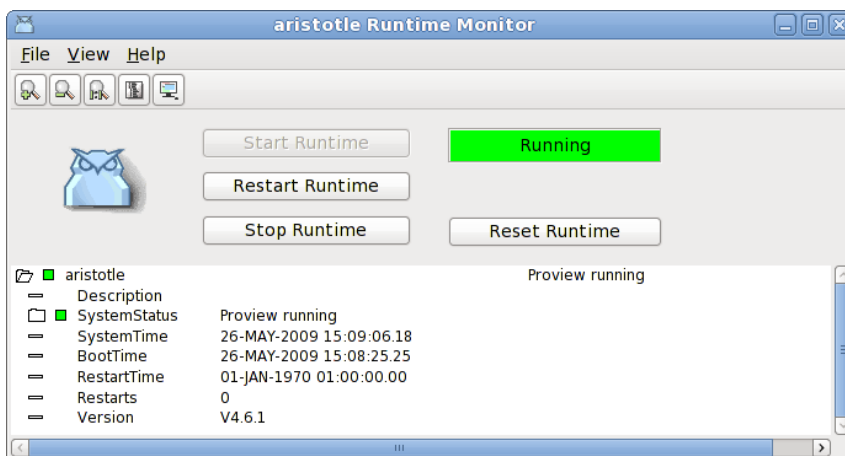 aristotle Runtime Monitor
File View Help
Start Runtime Running
Restart Runtime
Stop Runtime Reset Runtime
aristotle Proview running
Description
SystemStatus Proview running
SystemTime 26-MAY-2009 15:09:06.18
BootTime 26-MAY-2009 15:08:25.25
RestartTime 01-JAN-1970 01:00:00.00
Restarts 0
Version V4.6.1